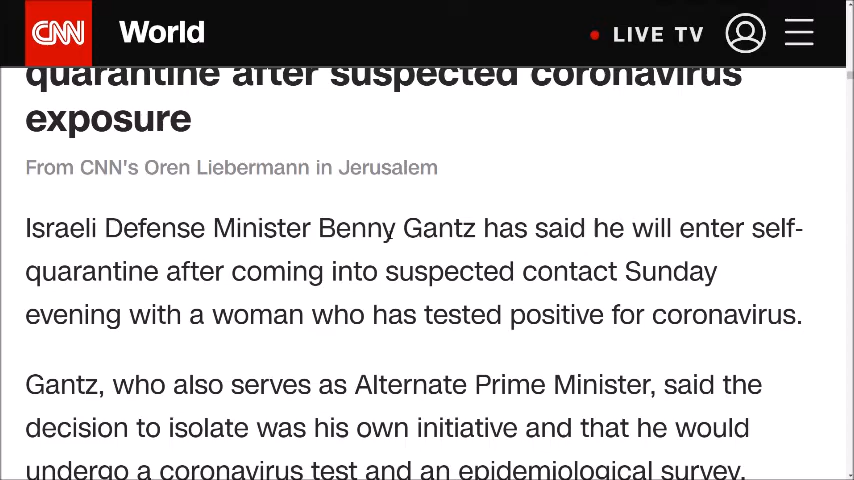 CNN World LIVE TV
quarantine after suspected coronavirus
exposure
From CNN's Oren Liebermann in Jerusalem
Israeli Defense Minister Benny Gantz has said he will enter self-
quarantine after coming into suspected contact Sunday
evening with a woman who has tested positive for coronavirus.
Gantz, who also serves as Alternate Prime Minister, said the
decision to isolate was his own initiative and that he would
undergo a coronavirus test and an epidemiological survey.